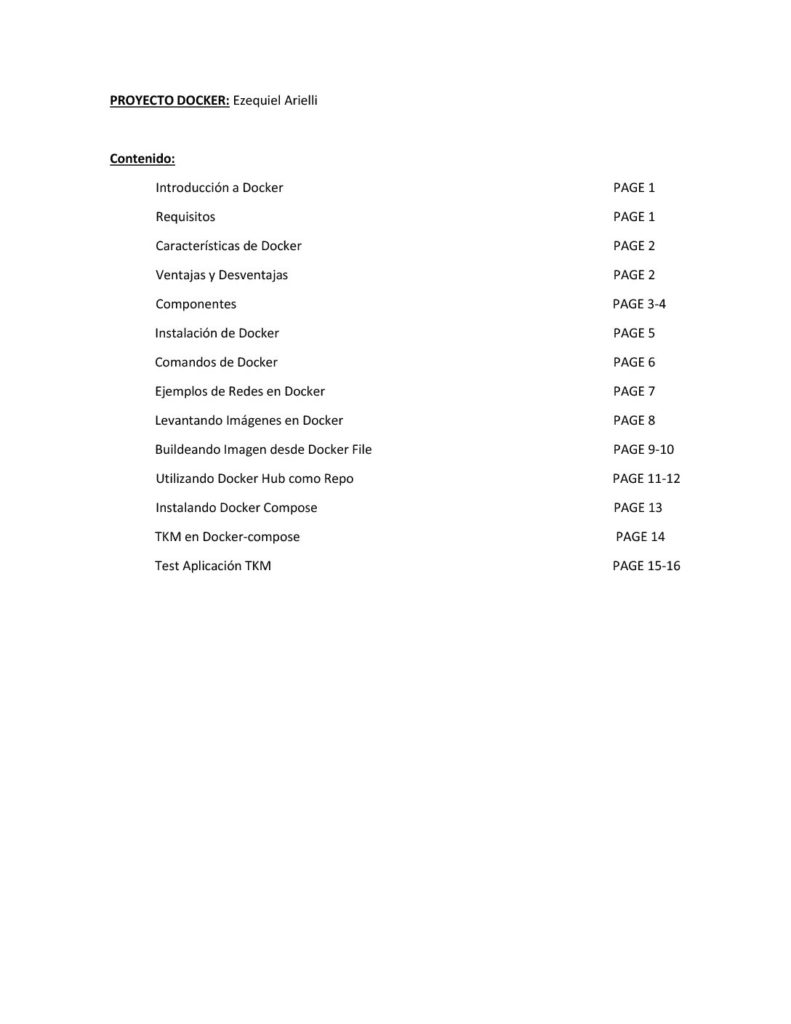 PROYECTO DOCKER: Ezequiel Arielli
Contenido:
Introducción a Docker PAGE 1
Requisitos PAGE 1
Características de Docker PAGE 2
Ventajas y Desventajas PAGE 2
Componentes PAGE 3-4
Instalación de Docker PAGE 5
Comandos de Docker PAGE 6
Ejemplos de Redes en Docker PAGE 7
Levantando Imágenes en Docker PAGE 8
Buildeando Imagen desde Docker File PAGE 9-10
Utilizando Docker Hub como Repo PAGE 11-12
Instalando Docker Compose PAGE 13
TKM en Docker-compose PAGE 14
Test Aplicación TKM PAGE 15-16